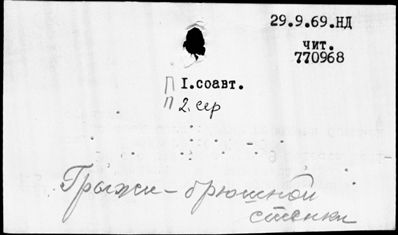 29.9.69.НД
чит.
770968
П I.соавт.
П 2. сер
Грыжи - брюшной
стенки